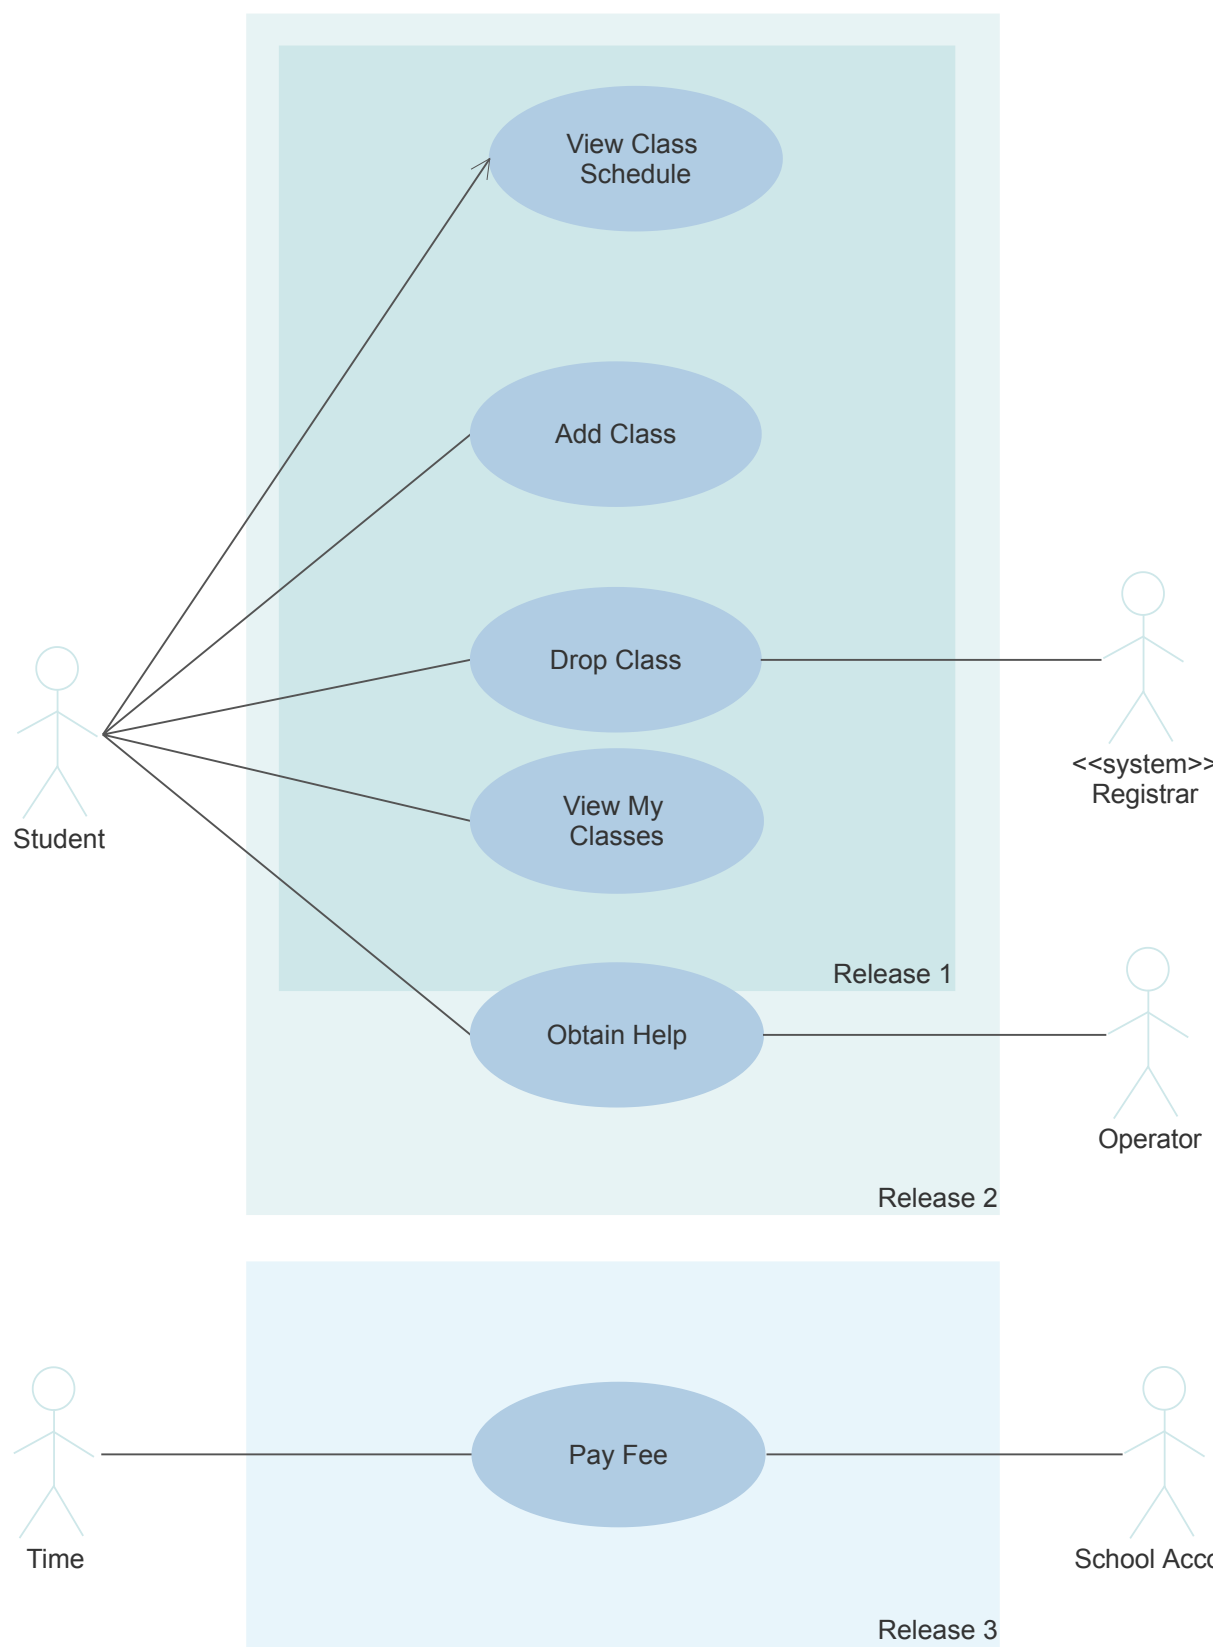 View Class
Schedule
Add Class
Drop Class
View My
Classes
Student
<<system>>
Registrar
Release 1
Obtain Help
Operator
Release 2
Pay Fee
Time
School
Release 3